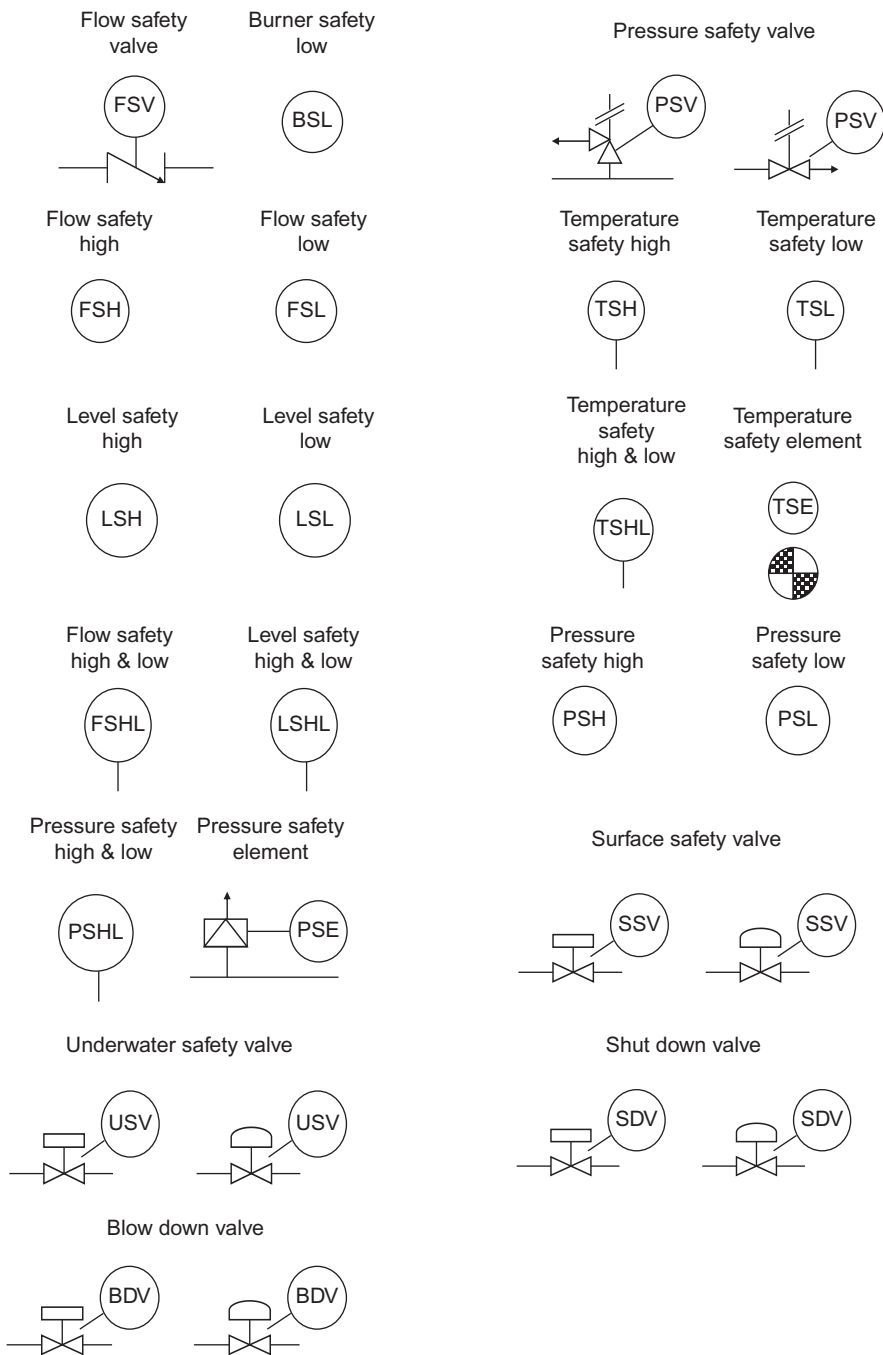 Flow safety
valve
Burner safety
low
Pressure safety valve
FSV
BSL
PSV
PSV
Flow safety
high
Flow safety
low
Temperature
safety high
Temperature
safety low
FSH
FSL
TSH
TSL
Level safety
high
Level safety
low
Temperature
safety
high & low
Temperature
safety element
LSH
LSL
TSHL
TSE
Flow safety
high & low
Level safety
high & low
Pressure
safety high
Pressure
safety low
FSHL
LSHL
PSH
PSL
Pressure safety
high & low
Pressure safety
element
Surface safety valve
PSHL
PSE
SSV
SSV
Underwater safety valve
Shut down valve
USV
USV
SDV
SDV
Blow down valve
BDV
BDV